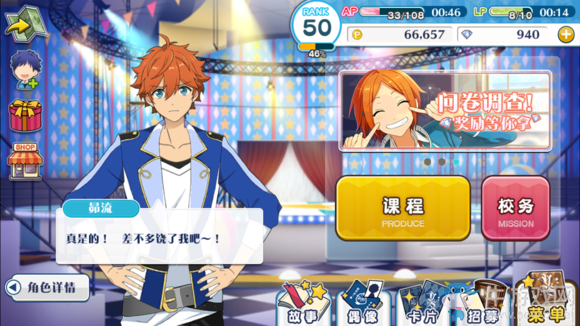 RANK
50
46%
AP
33/108
00:46
LP
8/10
00:14
66,657
940
SHOP
问卷调查!
奖励等你拿
课程
PRODUCE
校务
MISSION
昴流
真是的! 差不多饶了我吧~!
角色详情
故事
偶像
卡片
招募
菜单